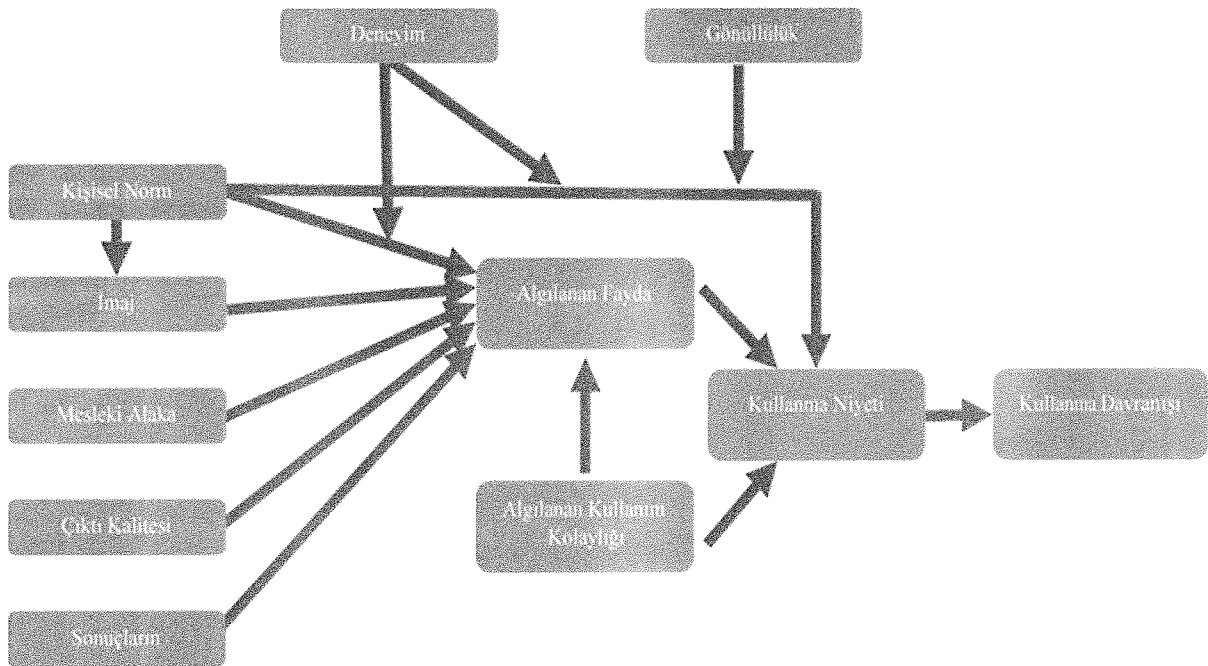 Deneyim
Gönüllülük
Kişisel Norm
İmaj
Algılanan Fayda
Mesleki Alaka
Kullanma Niyeti
Kullanma Davranışı
Çıktı Kalitesi
Algılanan Kullanım
Kolaylığı
Sonuçların